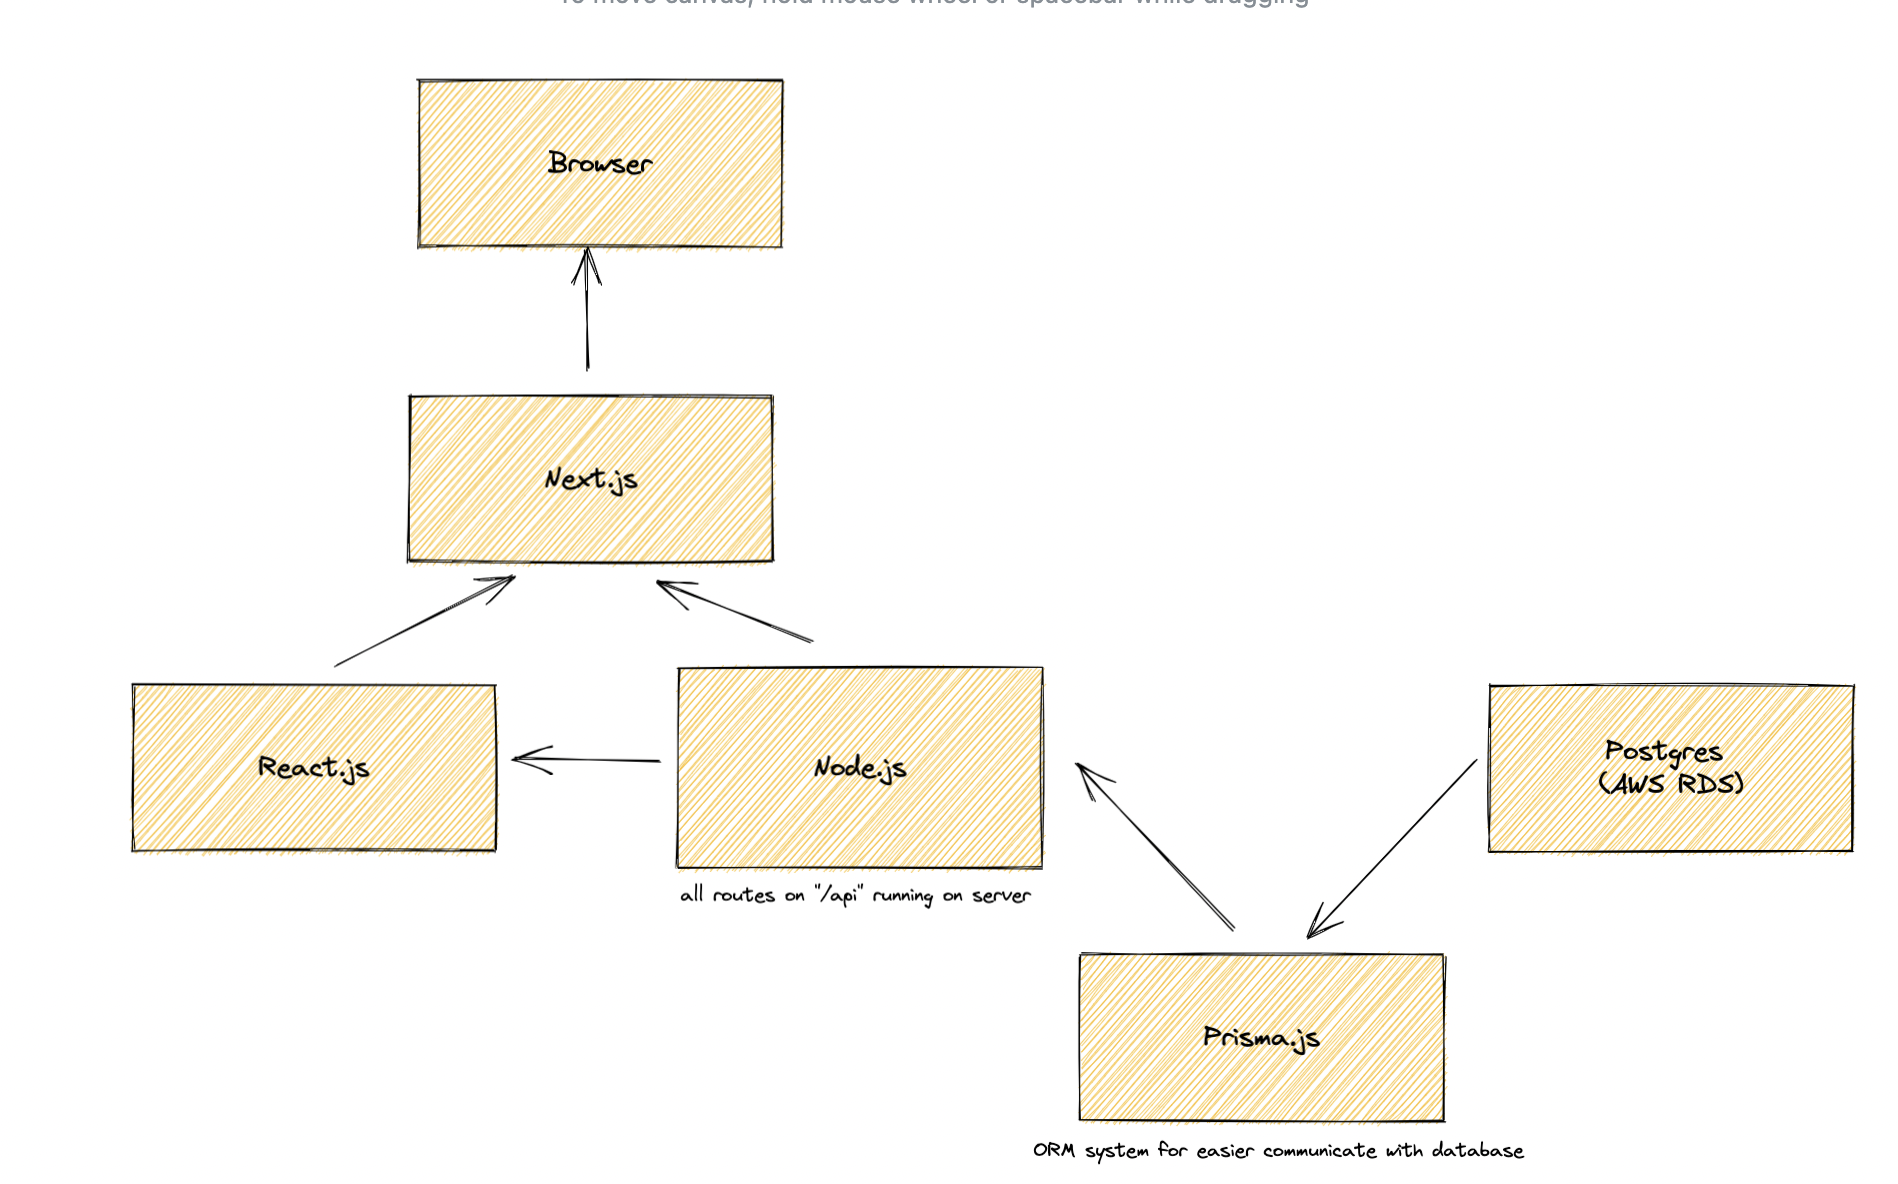 To move canvas, hold mouse wheel or spacebar while dragging
Browser
Next.js
React.js
Node.js
all routes on "/api" running on server
Postgres
(AWS RDS)
Prisma.js
ORM system for easier communicate with database